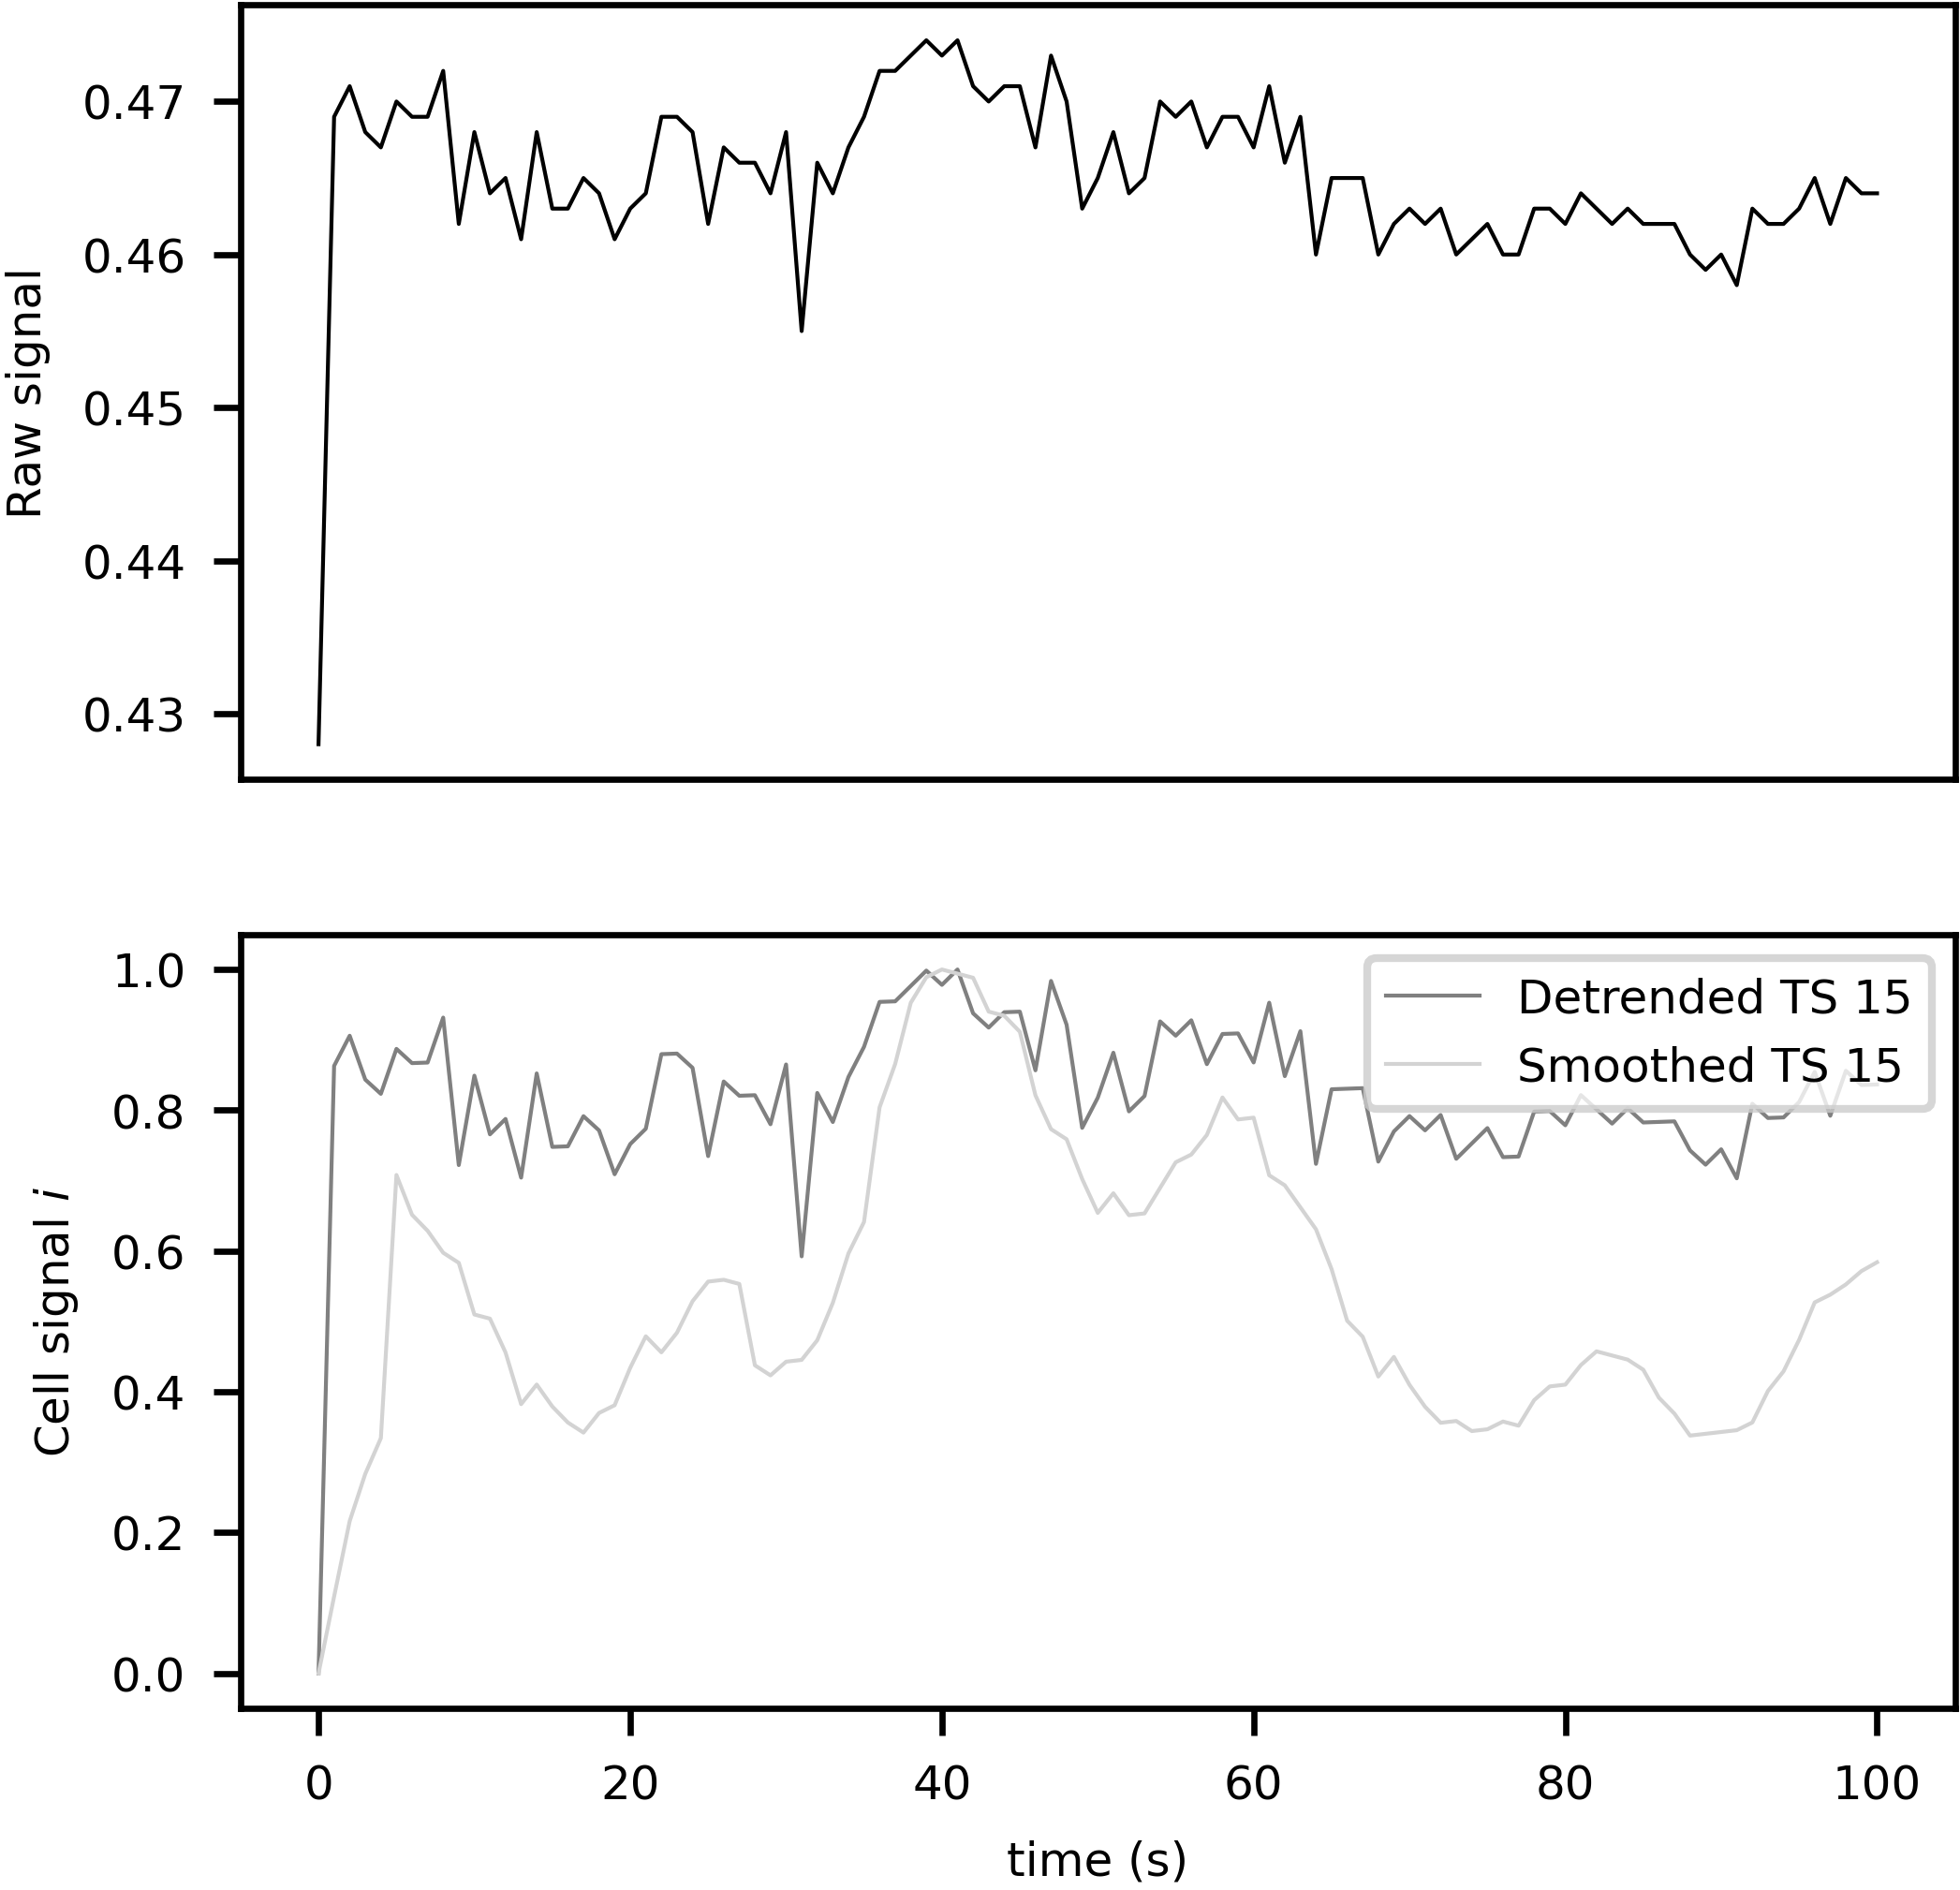 0.47
0.46
0.45
0.44
0.43
Raw signal
1.0
0.8
0.6
0.4
0.2
0.0
Cell signal i
Detrended TS 15
Smoothed TS 15
0 20 40 60 80 100
time (s)